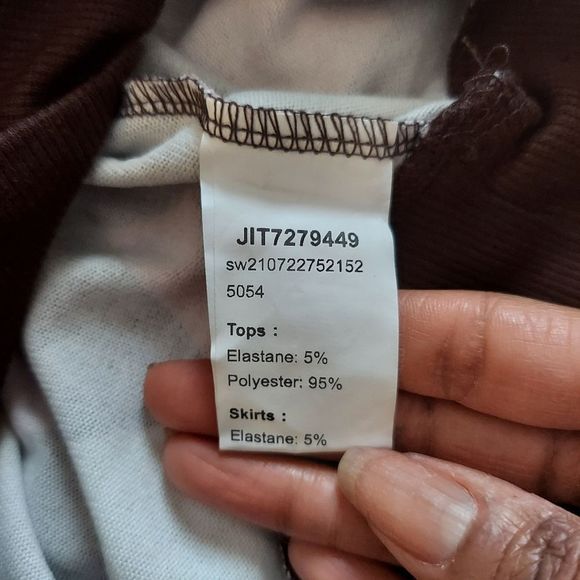 JIT7279449
sw210722752152
5054
Tops :
Elastane: 5%
Polyester: 95%
Skirts :
Elastane: 5%